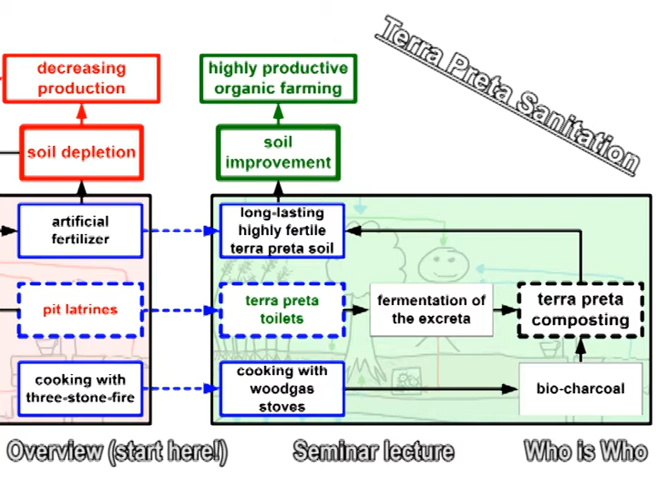 Terra Preta Sanitation
decreasing
production
highly productive
organic farming
soil depletion
soil
improvement
artificial
fertilizer
long-lasting
highly fertile
terra preta soil
pit latrines
terra preta
toilets
fermentation of
the excreta
terra preta
composting
cooking with
three-stone-fire
cooking with
woodgas
stoves
bio-charcoal
Overview (start here!)
Seminar lecture
Who is Who